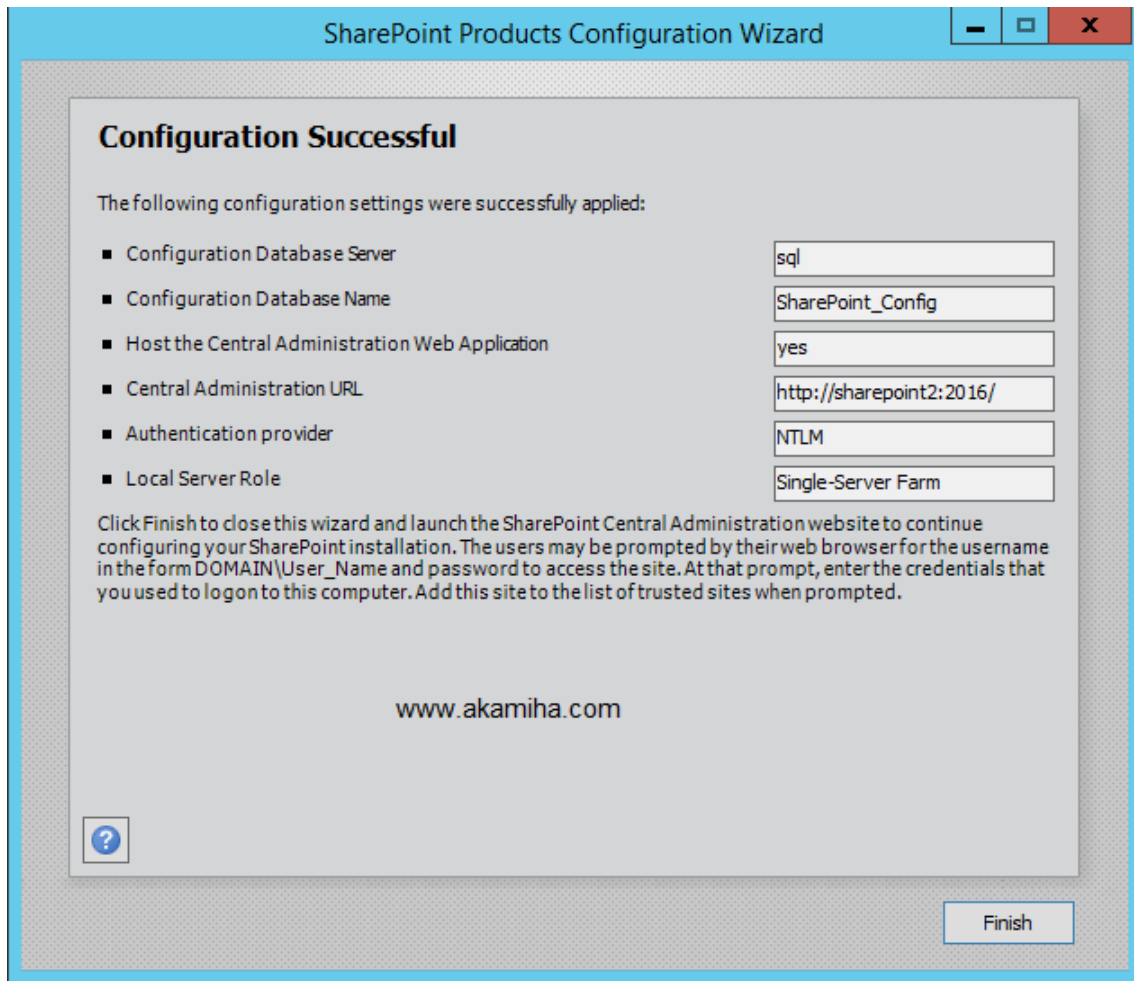 SharePoint Products Configuration Wizard
Configuration Successful
The following configuration settings were successfully applied:
Configuration Database Server sql
Configuration Database Name SharePoint_Config
Host the Central Administration Web Application yes
Central Administration URL http://sharepoint2:2016/
Authentication provider NTLM
Local Server Role Single-Server Farm
Click Finish to close this wizard and launch the SharePoint Central Administration website to continue
configuring your SharePoint installation. The users may be prompted by their web browser for the username
in the form DOMAIN\User_Name and password to access the site. At that prompt, enter the credentials that
you used to logon to this computer. Add this site to the list of trusted sites when prompted.
www.akamiha.com
Finish